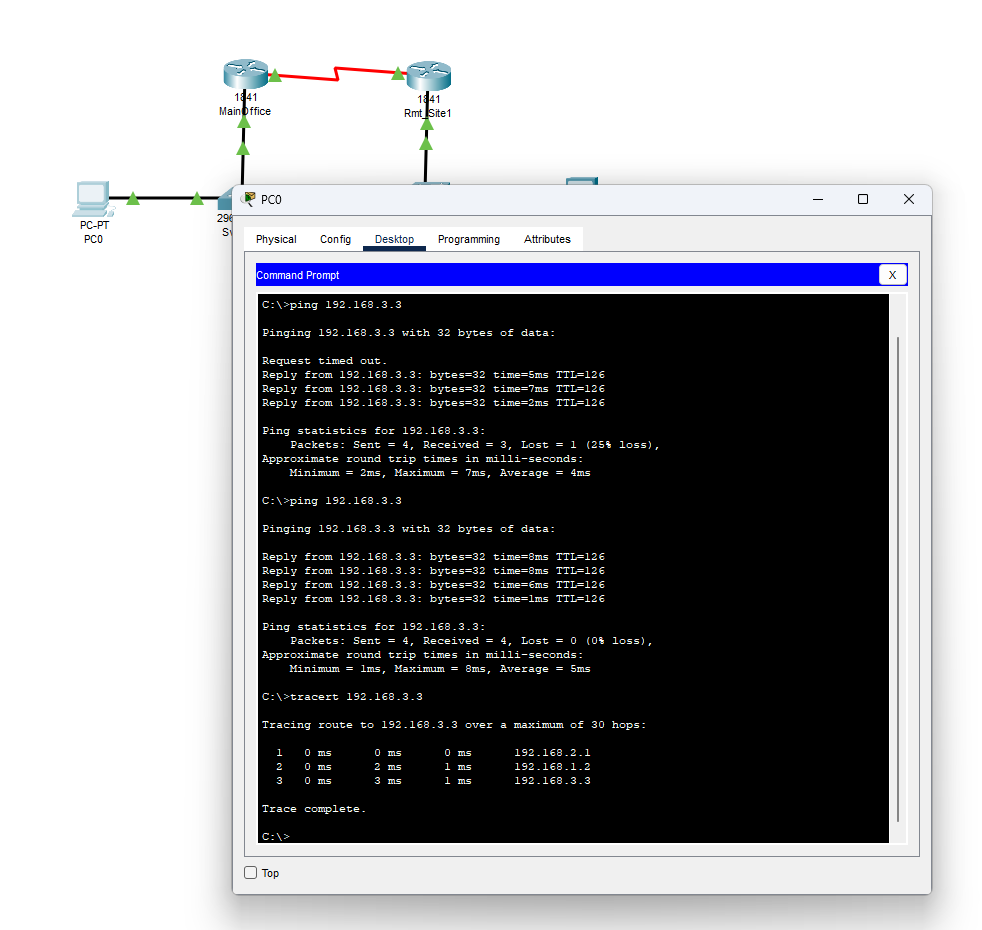 1841
MainOffice
1841
Rmt_Site1
PC-PT
PC0
PC0
Physical Config Desktop Programming Attributes
Command Prompt
X
C:\>ping 192.168.3.3
Pinging 192.168.3.3 with 32 bytes of data:
Request timed out.
Reply from 192.168.3.3: bytes=32 time=5ms TTL=126
Reply from 192.168.3.3: bytes=32 time=7ms TTL=126
Reply from 192.168.3.3: bytes=32 time=2ms TTL=126
Ping statistics for 192.168.3.3:
Packets: Sent = 4, Received = 3, Lost = 1 (25% loss),
Approximate round trip times in milli-seconds:
Minimum = 2ms, Maximum = 7ms, Average = 4ms
C:\>ping 192.168.3.3
Pinging 192.168.3.3 with 32 bytes of data:
Reply from 192.168.3.3: bytes=32 time=8ms TTL=126
Reply from 192.168.3.3: bytes=32 time=8ms TTL=126
Reply from 192.168.3.3: bytes=32 time=6ms TTL=126
Reply from 192.168.3.3: bytes=32 time=1ms TTL=126
Ping statistics for 192.168.3.3:
Packets: Sent = 4, Received = 4, Lost = 0 (0% loss),
Approximate round trip times in milli-seconds:
Minimum = 1ms, Maximum = 8ms, Average = 5ms
C:\>tracert 192.168.3.3
Tracing route to 192.168.3.3 over a maximum of 30 hops:
1 0 ms 0 ms 0 ms 192.168.2.1
2 0 ms 2 ms 1 ms 192.168.1.2
3 0 ms 3 ms 1 ms 192.168.3.3
Trace complete.
C:\>
Top